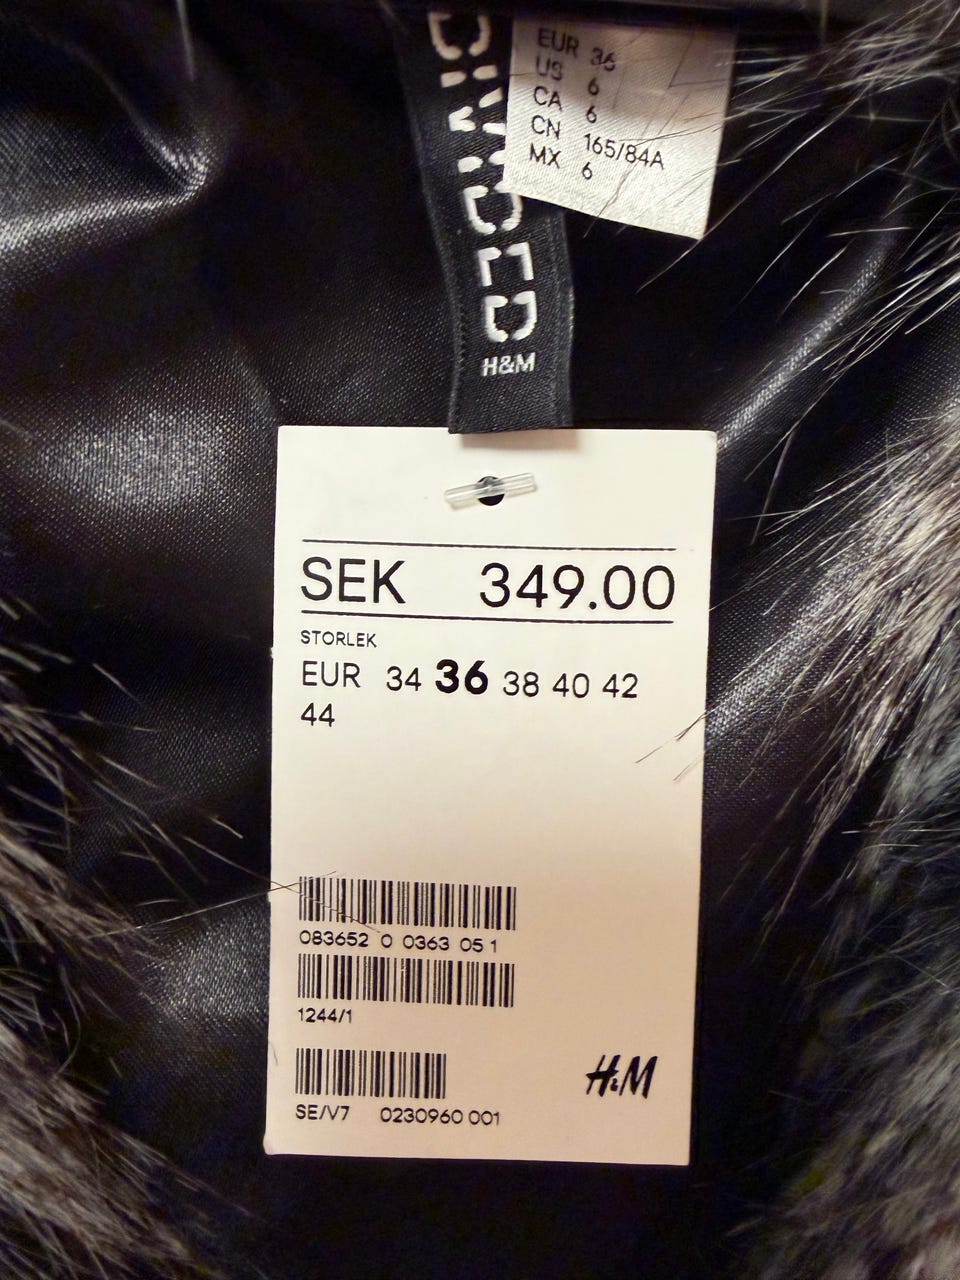 DIVIDED
H&M
EUR 36
US 6
CA 6
CN 165/84A
MX 6
SEK 349.00
STORLEK
EUR 34 36 38 40 42
44
083652 0 0363 05 1
1244/1
SE/V7 0230960 001
H&M